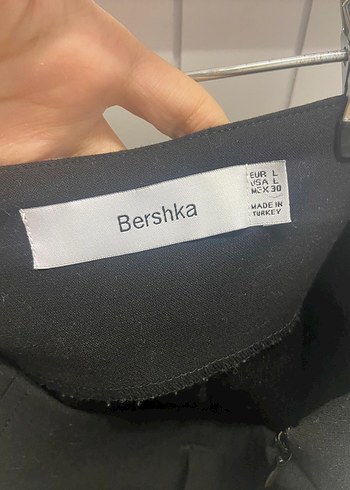 Bershka
EUR L
USA L
MEX 30
MADE IN
TURKEY